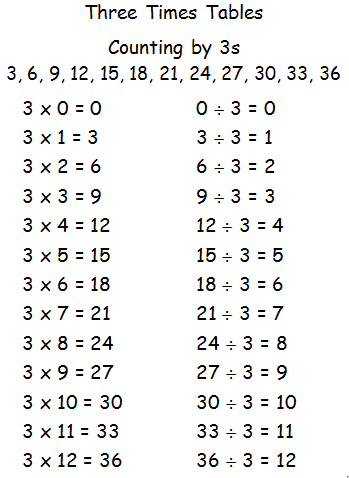 Three Times Tables
Counting by 3s
3, 6, 9, 12, 15, 18, 21, 24, 27, 30, 33, 36
3 x 0 = 0 0 ÷ 3 = 0
3 x 1 = 3 3 ÷ 3 = 1
3 x 2 = 6 6 ÷ 3 = 2
3 x 3 = 9 9 ÷ 3 = 3
3 x 4 = 12 12 ÷ 3 = 4
3 x 5 = 15 15 ÷ 3 = 5
3 x 6 = 18 18 ÷ 3 = 6
3 x 7 = 21 21 ÷ 3 = 7
3 x 8 = 24 24 ÷ 3 = 8
3 x 9 = 27 27 ÷ 3 = 9
3 x 10 = 30 30 ÷ 3 = 10
3 x 11 = 33 33 ÷ 3 = 11
3 x 12 = 36 36 ÷ 3 = 12